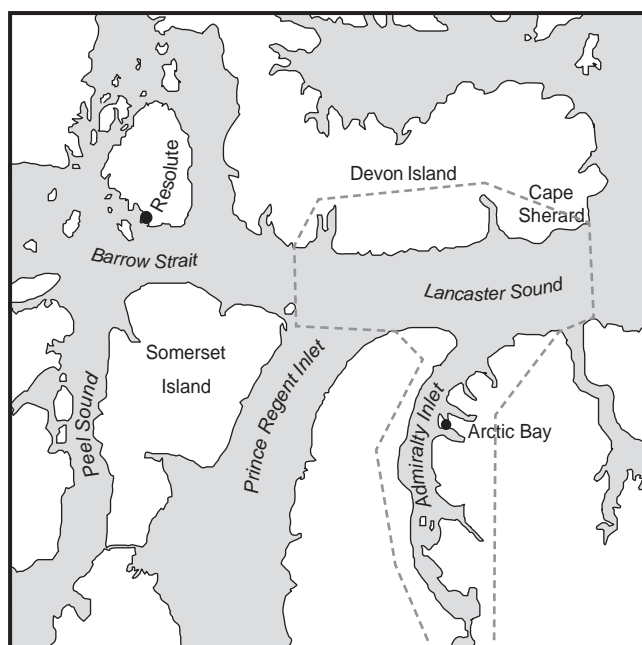 Resolute
Devon Island
Cape
Sherard
Barrow Strait
Lancaster Sound
Somerset
Island
Peel Sound
Prince Regent Inlet
Admiralty Inlet
Arctic Bay